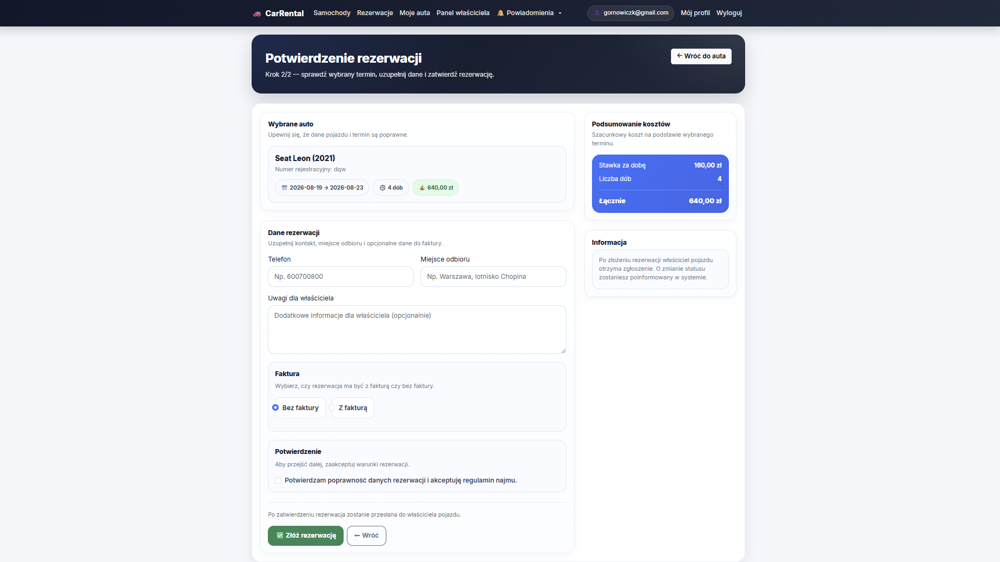 CarRental
Samochody
Rezerwacje
Moje auta
Panel właściciela
Powiadomienia
gornowiczk@gmail.com
Mój profil
Wyloguj
Potwierdzenie rezerwacji
Krok 2/2 — sprawdź wybrany termin, uzupełnij dane i zatwierdź rezerwację.
← Wróć do auta
Wybrane auto
Upewnij się, że dane pojazdu i termin są poprawne.
Seat Leon (2021)
Numer rejestracyjny: dqw
2026-08-19 → 2026-08-23
4 dób
640,00 zł
Dane rezerwacji
Uzupełnij kontakt, miejsce odbioru i opcjonalne dane do faktury.
Telefon
Np. 600700800
Miejsce odbioru
Np. Warszawa, lotnisko Chopina
Uwagi dla właściciela
Dodatkowe informacje dla właściciela (opcjonalnie)
Faktura
Wybierz, czy rezerwacja ma być z fakturą czy bez faktury.
Bez faktury
Z fakturą
Potwierdzenie
Aby przejść dalej, zaakceptuj warunki rezerwacji.
Potwierdzam poprawność danych rezerwacji i akceptuję regulamin najmu.
Po zatwierdzeniu rezerwacja zostanie przesłana do właściciela pojazdu.
Złóż rezerwację
← Wróć
Podsumowanie kosztów
Szacunkowy koszt na podstawie wybranego
terminu.
Stawka za dobę 160,00 zł
Liczba dób 4
Łącznie 640,00 zł
Informacja
Po złożeniu rezerwacji właściciel pojazdu
otrzyma zgłoszenie. O zmianie statusu
zostaniesz poinformowany w systemie.